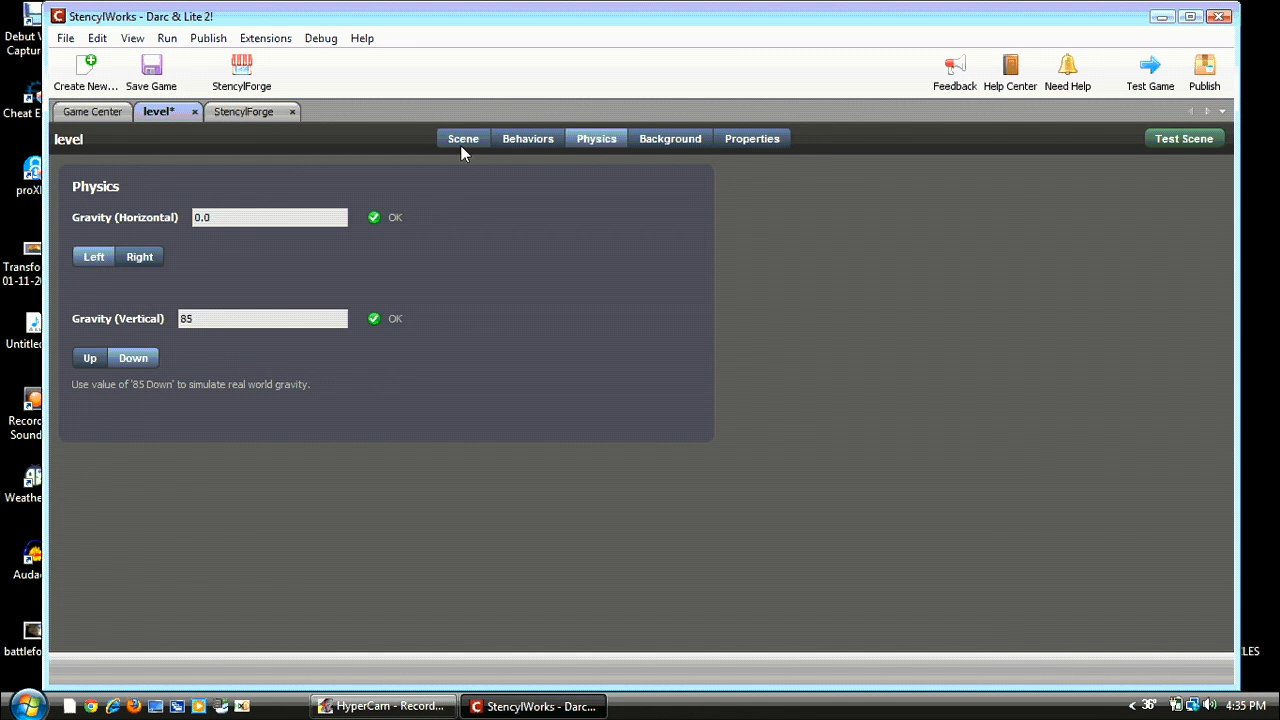 Debut V
Captur
StencylWorks - Darc & Lite 2!
File Edit View Run Publish Extensions Debug Help
Create New... Save Game StencylForge Feedback Help Center Need Help Test Game Publish
Cheat E
Game Center level* × StencylForge ×
level Scene Behaviors Physics Background Properties Test Scene
proXI
Physics
Gravity (Horizontal) 0.0 OK
Left Right
Transfo
01-11-2
Gravity (Vertical) 85 OK
Untitled
Up Down
Use value of '85 Down' to simulate real world gravity.
Record
Sound
Weathe
Audac
battlefo
LES
HyperCam - Record... StencylWorks - Darc... < 36° 4:35 PM